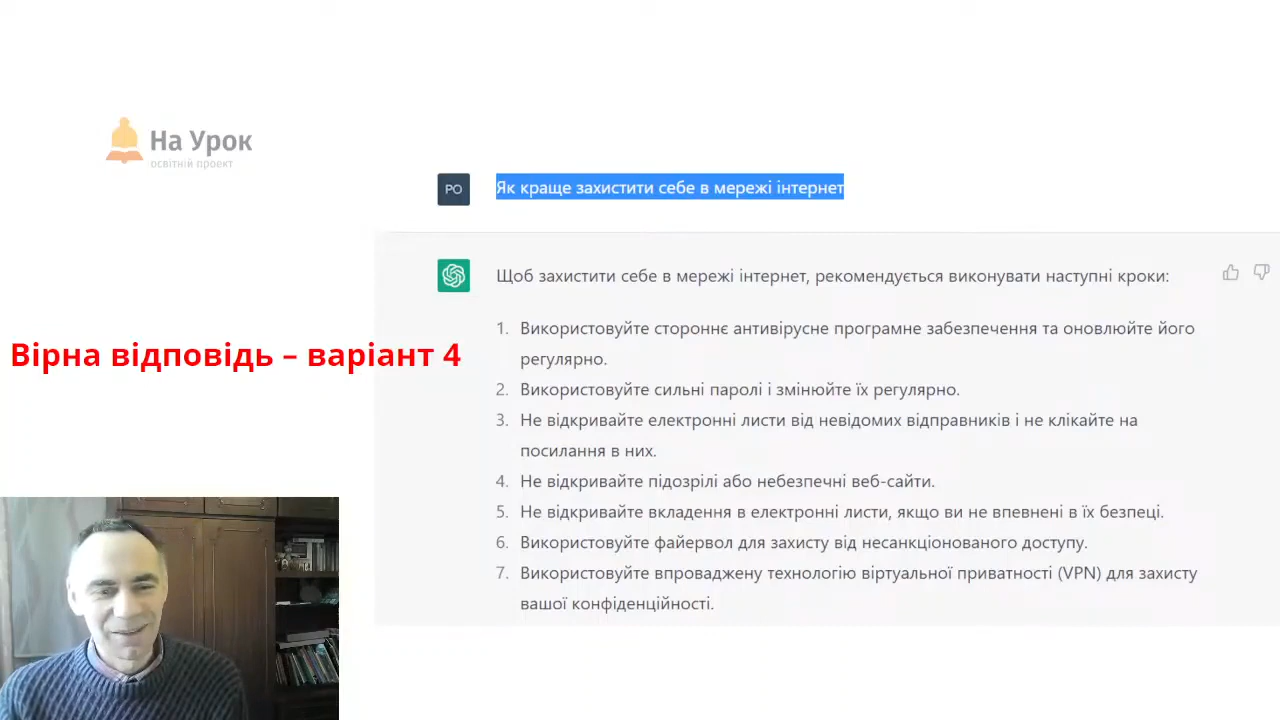 На Урок
освітній проект
РО
Як краще захистити себе в мережі інтернет
Щоб захистити себе в мережі інтернет, рекомендується виконувати наступні кроки:
1. Використовуйте стороннє антивірусне програмне забезпечення та оновлюйте його
регулярно.
2. Використовуйте сильні паролі і змінюйте їх регулярно.
3. Не відкривайте електронні листи від невідомих відправників і не клікайте на
посилання в них.
4. Не відкривайте підозрілі або небезпечні веб-сайти.
5. Не відкривайте вкладення в електронні листи, якщо ви не впевнені в їх безпеці.
6. Використовуйте файервол для захисту від несанкціонованого доступу.
7. Використовуйте впроваджену технологію віртуальної приватності (VPN) для захисту
вашої конфіденційності.
Вірна відповідь – варіант 4